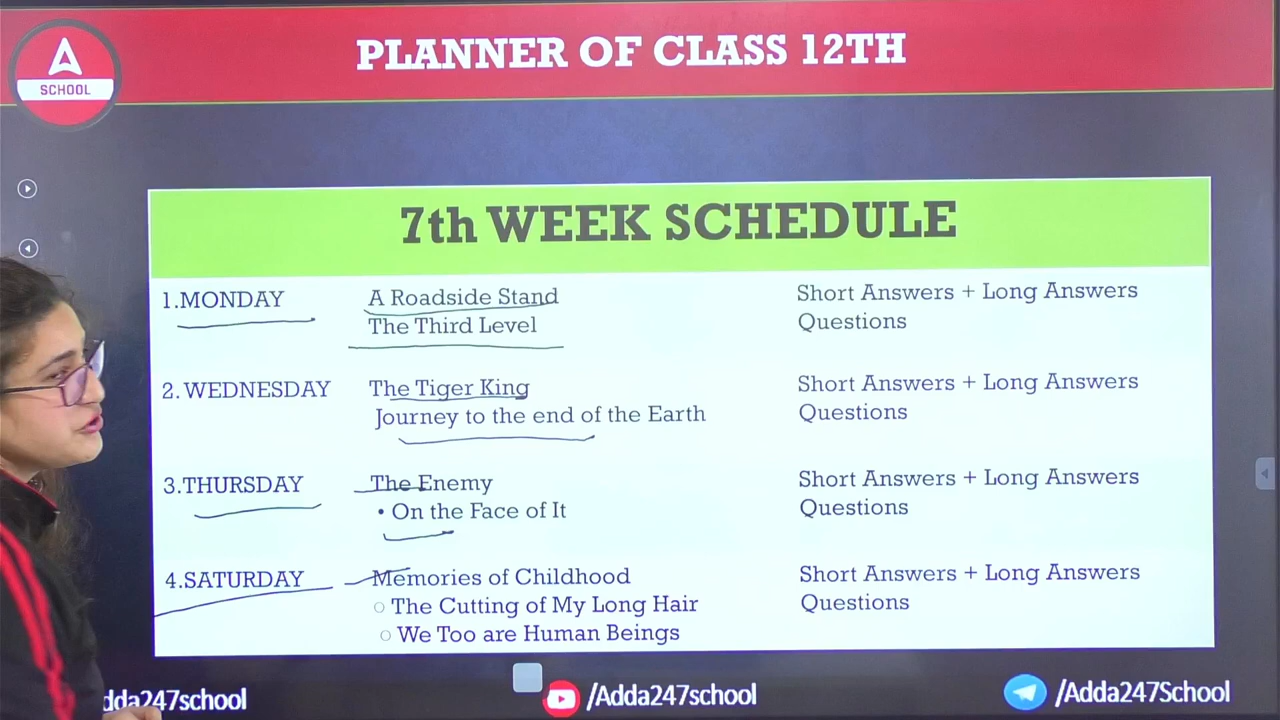 PLANNER OF CLASS 12TH
A
SCHOOL
7th WEEK SCHEDULE
1.MONDAY A Roadside Stand Short Answers + Long Answers
The Third Level Questions
2. WEDNESDAY The Tiger King Short Answers + Long Answers
Journey to the end of the Earth Questions
3.THURSDAY The Enemy Short Answers + Long Answers
• On the Face of It Questions
4.SATURDAY Memories of Childhood Short Answers + Long Answers
○ The Cutting of My Long Hair Questions
○ We Too are Human Beings
dda247school /Adda247school /Adda247School